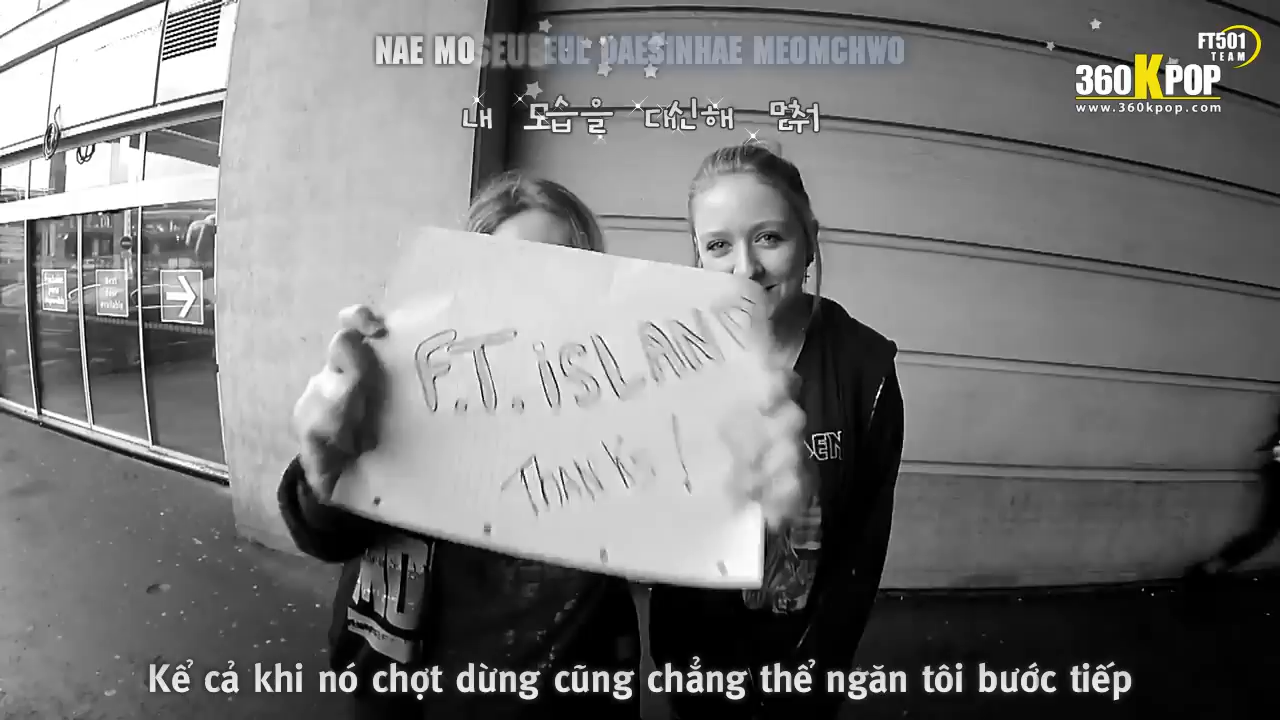 NAE MOSEUBEUL DAESINHAE MEOMCHWO
내 모습을 대신해 멈춰
FT501
TEAM
360KPOP
www.360kpop.com
F.T. iSLAND
THANKS!
EN
Kể cả khi nó chợt dừng cũng chẳng thể ngăn tôi bước tiếp